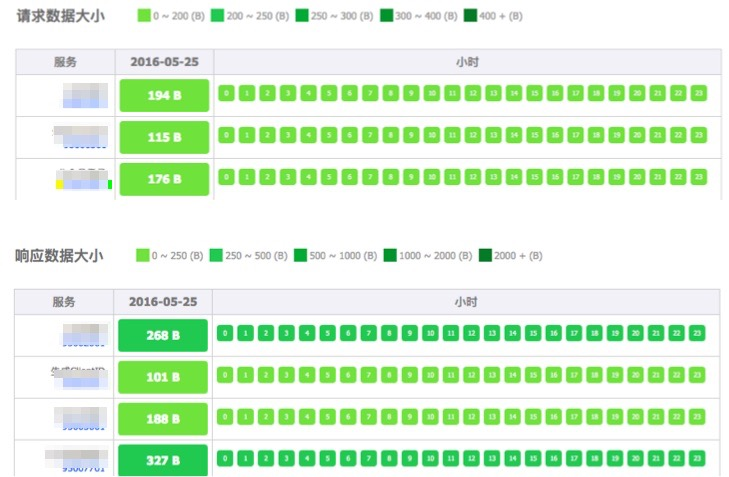 请求数据大小 0 ~ 200 (B) 200 ~ 250 (B) 250 ~ 300 (B) 300 ~ 400 (B) 400 + (B)
服务 2016-05-25 小时
194 B 0 1 2 3 4 5 6 7 8 9 10 11 12 13 14 15 16 17 18 19 20 21 22 23
115 B 0 1 2 3 4 5 6 7 8 9 10 11 12 13 14 15 16 17 18 19 20 21 22 23
176 B 0 1 2 3 4 5 6 7 8 9 10 11 12 13 14 15 16 17 18 19 20 21 22 23
响应数据大小 0 ~ 250 (B) 250 ~ 500 (B) 500 ~ 1000 (B) 1000 ~ 2000 (B) 2000 + (B)
服务 2016-05-25 小时
268 B 0 1 2 3 4 5 6 7 8 9 10 11 12 13 14 15 16 17 18 19 20 21 22 23
101 B 0 1 2 3 4 5 6 7 8 9 10 11 12 13 14 15 16 17 18 19 20 21 22 23
188 B 0 1 2 3 4 5 6 7 8 9 10 11 12 13 14 15 16 17 18 19 20 21 22 23
327 B 0 1 2 3 4 5 6 7 8 9 10 11 12 13 14 15 16 17 18 19 20 21 22 23